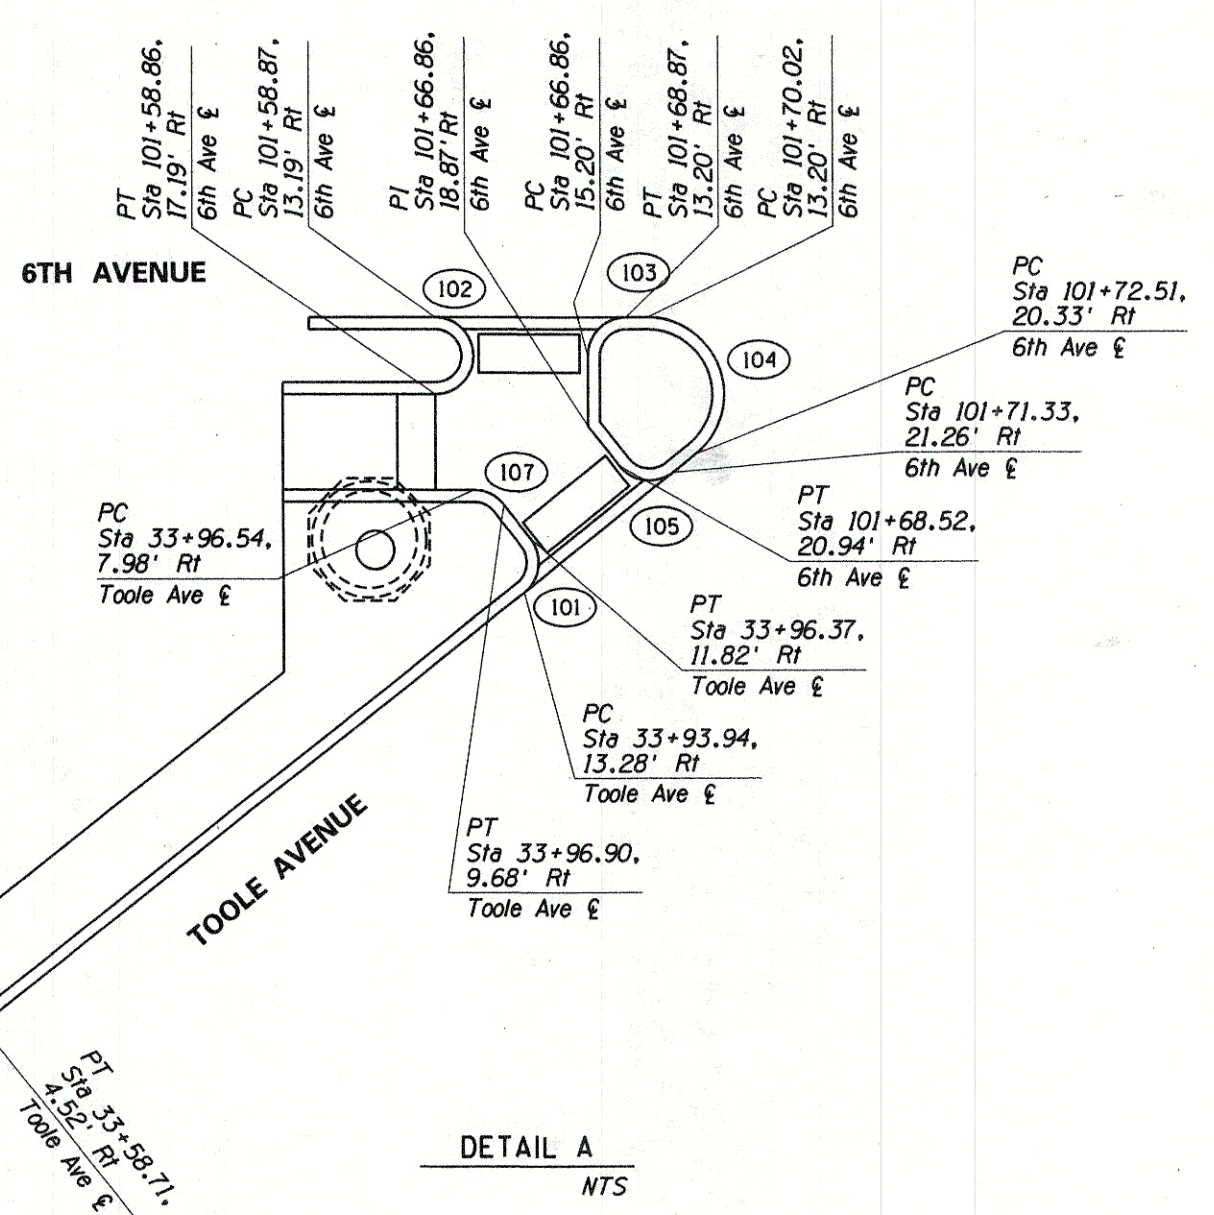 PT
Sta 101+58.86,
17.19' Rt
6th Ave ℄
PC
Sta 101+58.87,
13.19' Rt
6th Ave ℄
PI
Sta 101+66.86,
18.87' Rt
6th Ave ℄
PC
Sta 101+66.86,
15.20' Rt
6th Ave ℄
PT
Sta 101+68.87,
13.20' Rt
6th Ave ℄
PC
Sta 101+70.02,
13.20' Rt
6th Ave ℄
6TH AVENUE
102
103
104
PC
Sta 101+72.51,
20.33' Rt
6th Ave ℄
PC
Sta 101+71.33,
21.26' Rt
6th Ave ℄
107
PC
Sta 33+96.54,
7.98' Rt
Toole Ave ℄
105
PT
Sta 101+68.52,
20.94' Rt
6th Ave ℄
101
PT
Sta 33+96.37,
11.82' Rt
Toole Ave ℄
PC
Sta 33+93.94,
13.28' Rt
Toole Ave ℄
TOOLE AVENUE
PT
Sta 33+96.90,
9.68' Rt
Toole Ave ℄
PT
Sta 33+58.71,
4.52' Rt
Toole Ave ℄
DETAIL A
NTS